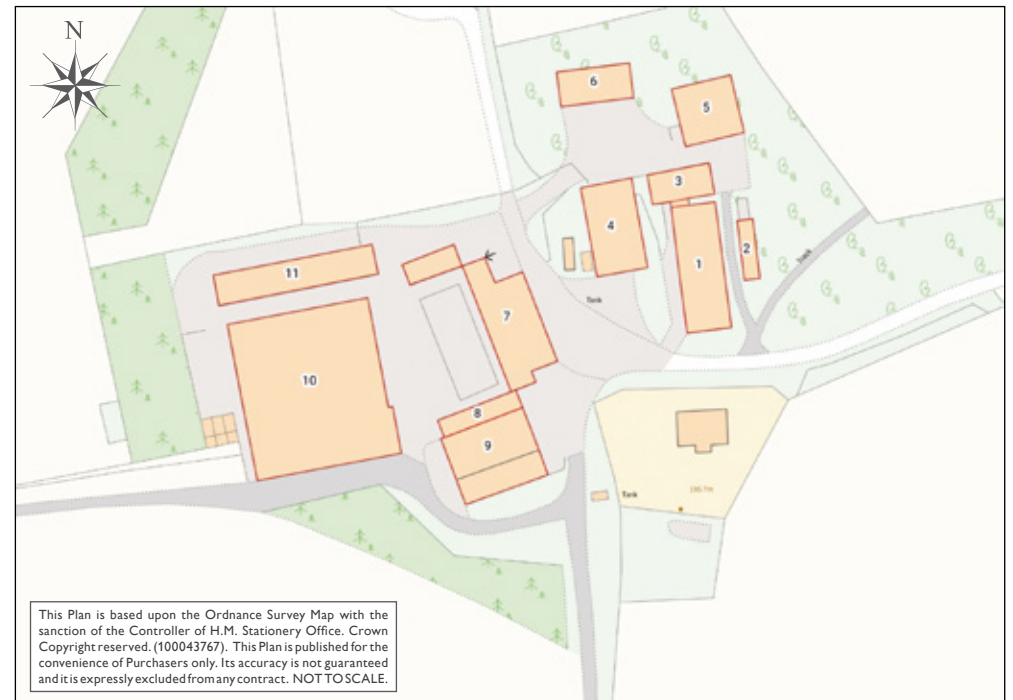 N
6
5
3
4
2
1
Track
11
Tank
7
10
8
9
Tank
This Plan is based upon the Ordnance Survey Map with the
sanction of the Controller of H.M. Stationery Office. Crown
Copyright reserved. (100043767). This Plan is published for the
convenience of Purchasers only. Its accuracy is not guaranteed
and it is expressly excluded from any contract. NOT TO SCALE.